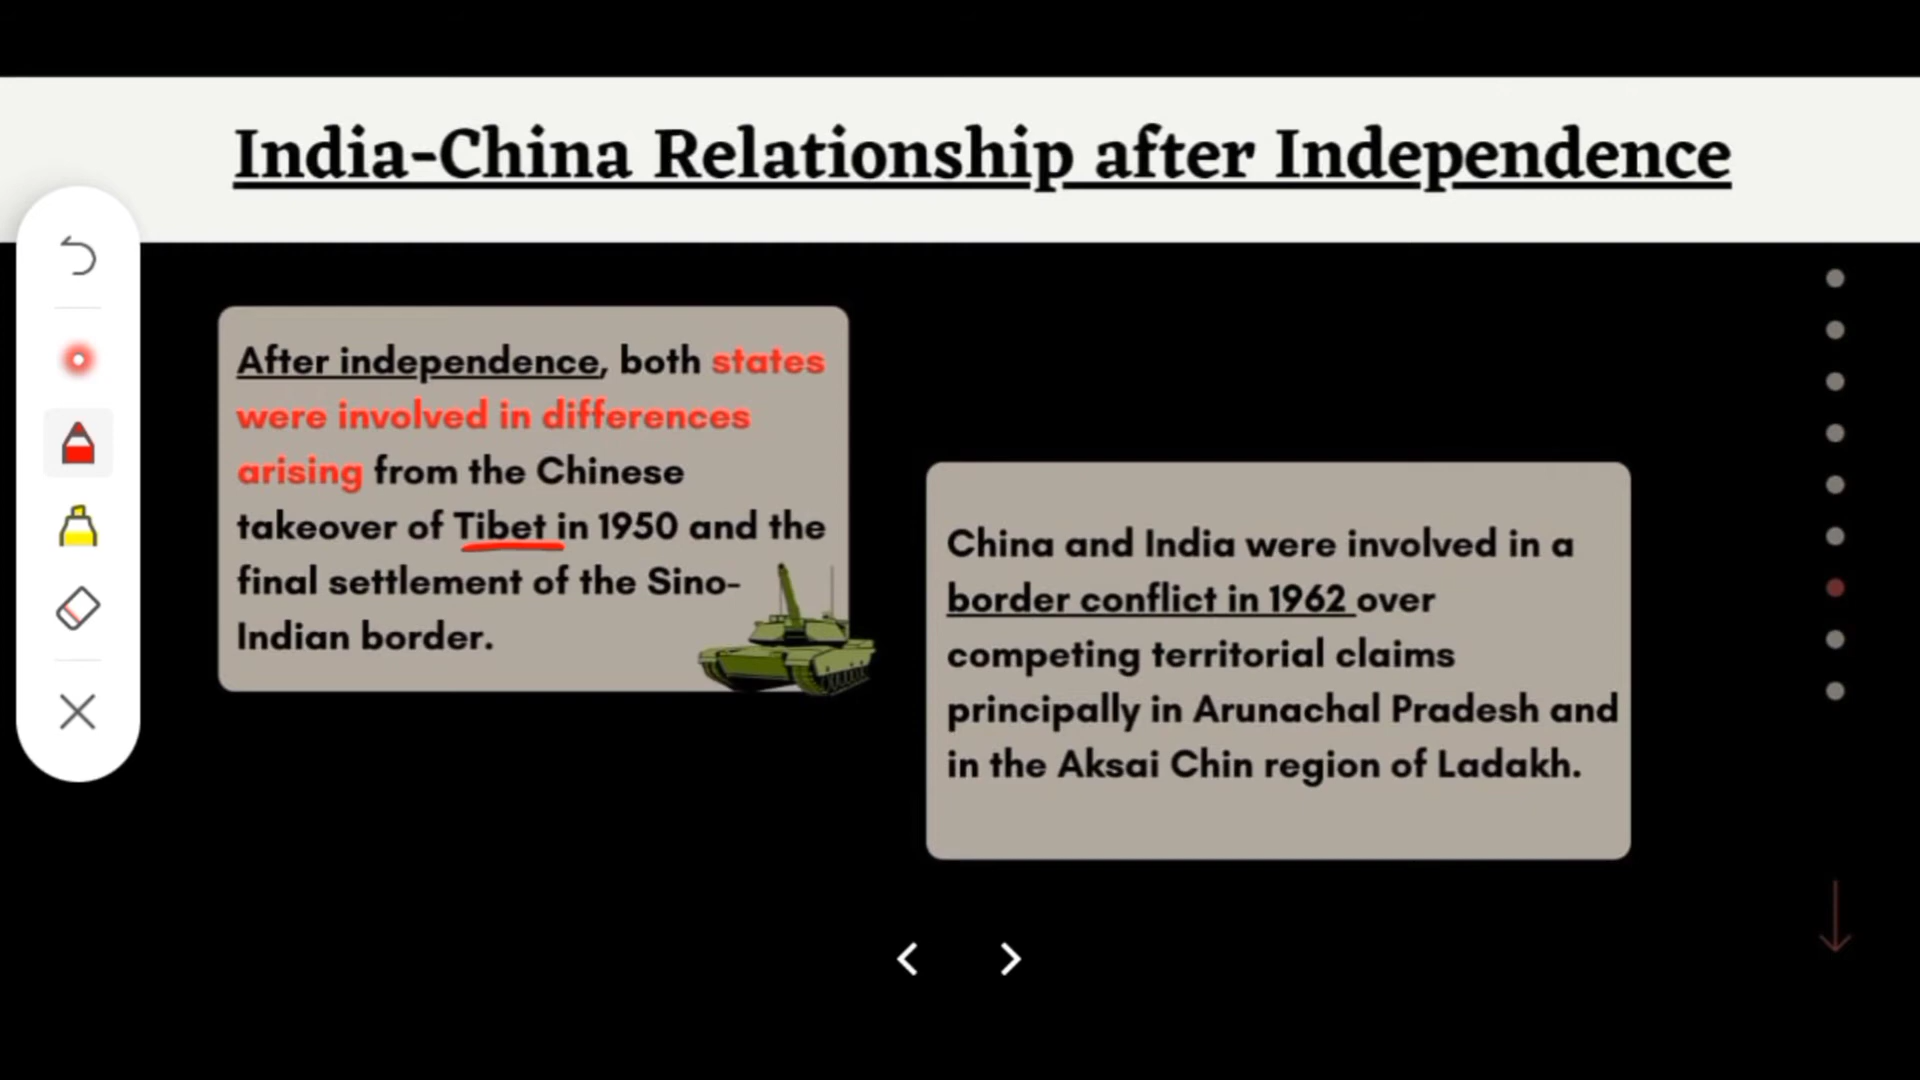 India-China Relationship after Independence
After independence, both states
were involved in differences
arising from the Chinese
takeover of Tibet in 1950 and the
final settlement of the Sino-
Indian border.
China and India were involved in a
border conflict in 1962 over
competing territorial claims
principally in Arunachal Pradesh and
in the Aksai Chin region of Ladakh.